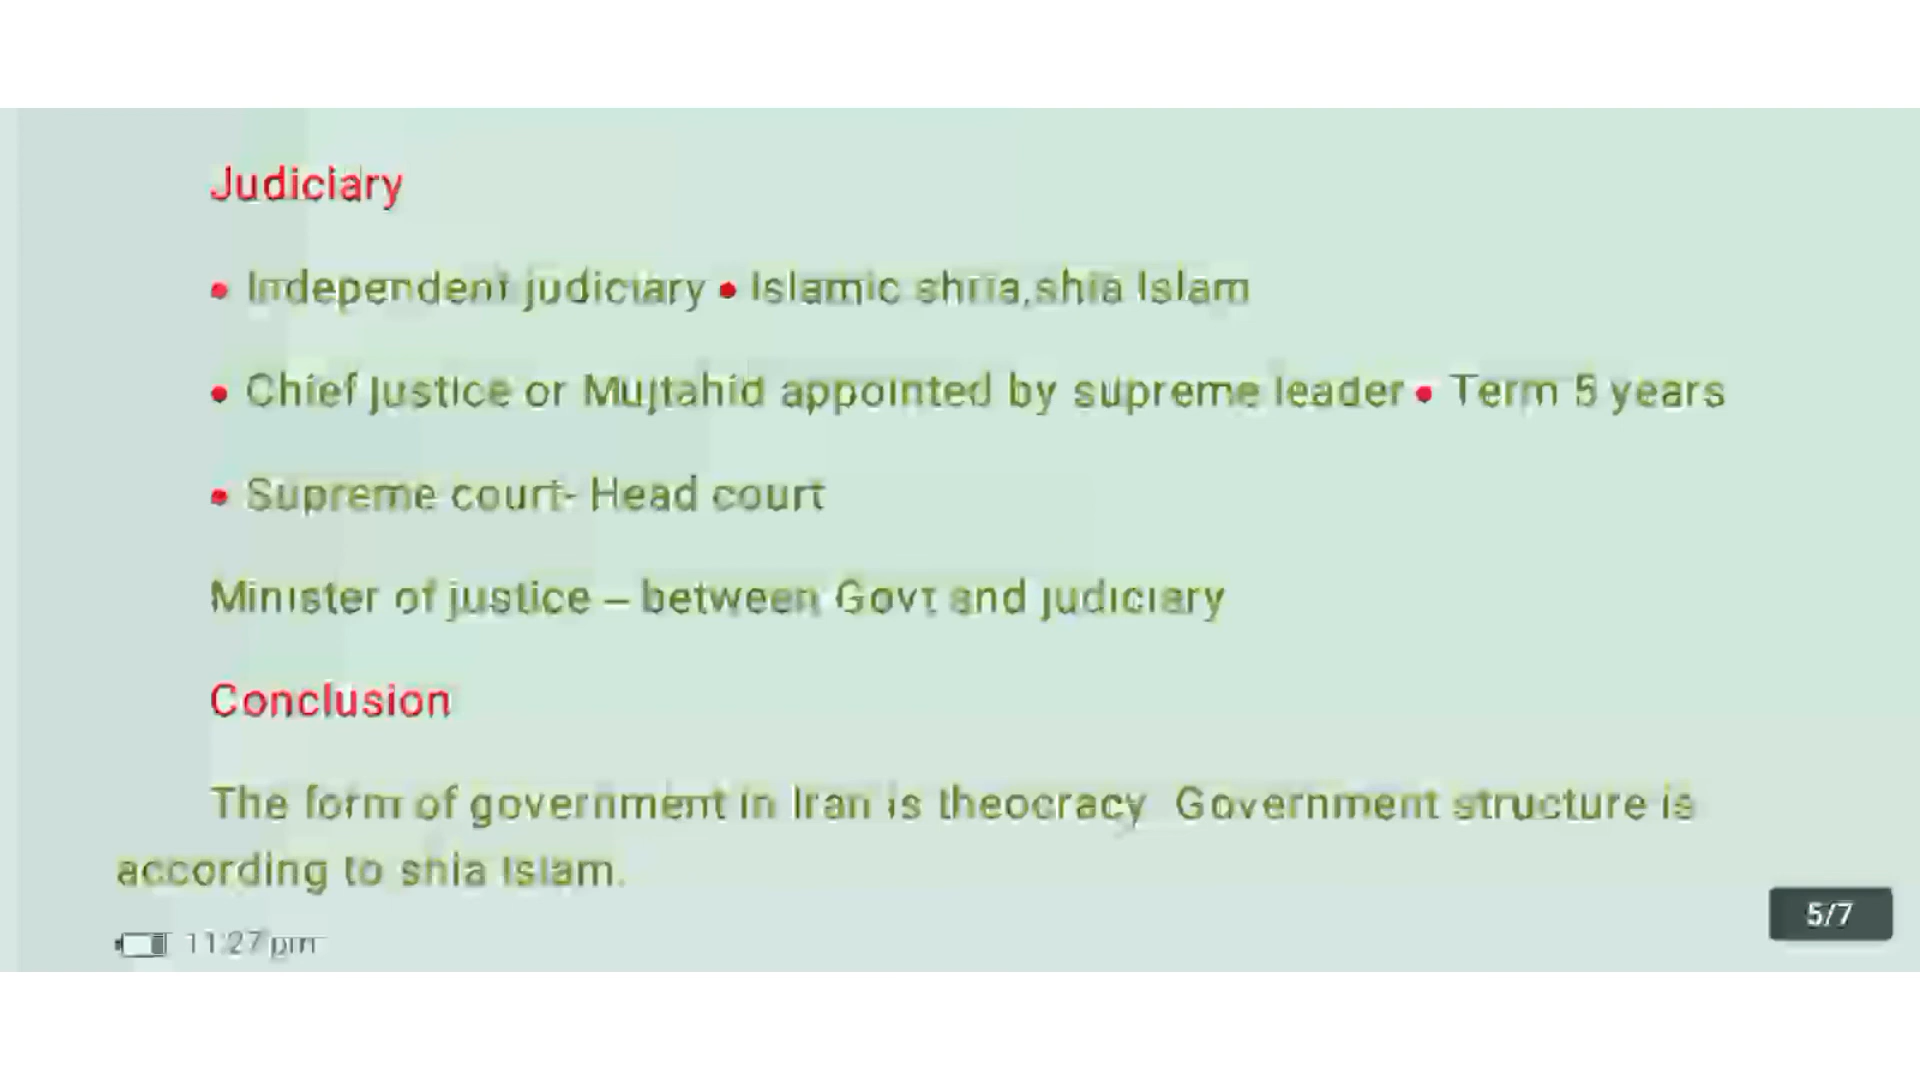 Judiciary
• Independent judiciary • Islamic shria,shia Islam
• Chief Justice or Mujtahid appointed by supreme leader • Term 5 years
• Supreme court- Head court
Minister of justice – between Govt and judiciary
Conclusion
The form of government in Iran is theocracy Government structure is
according to shia Islam.
5/7
11:27 pm